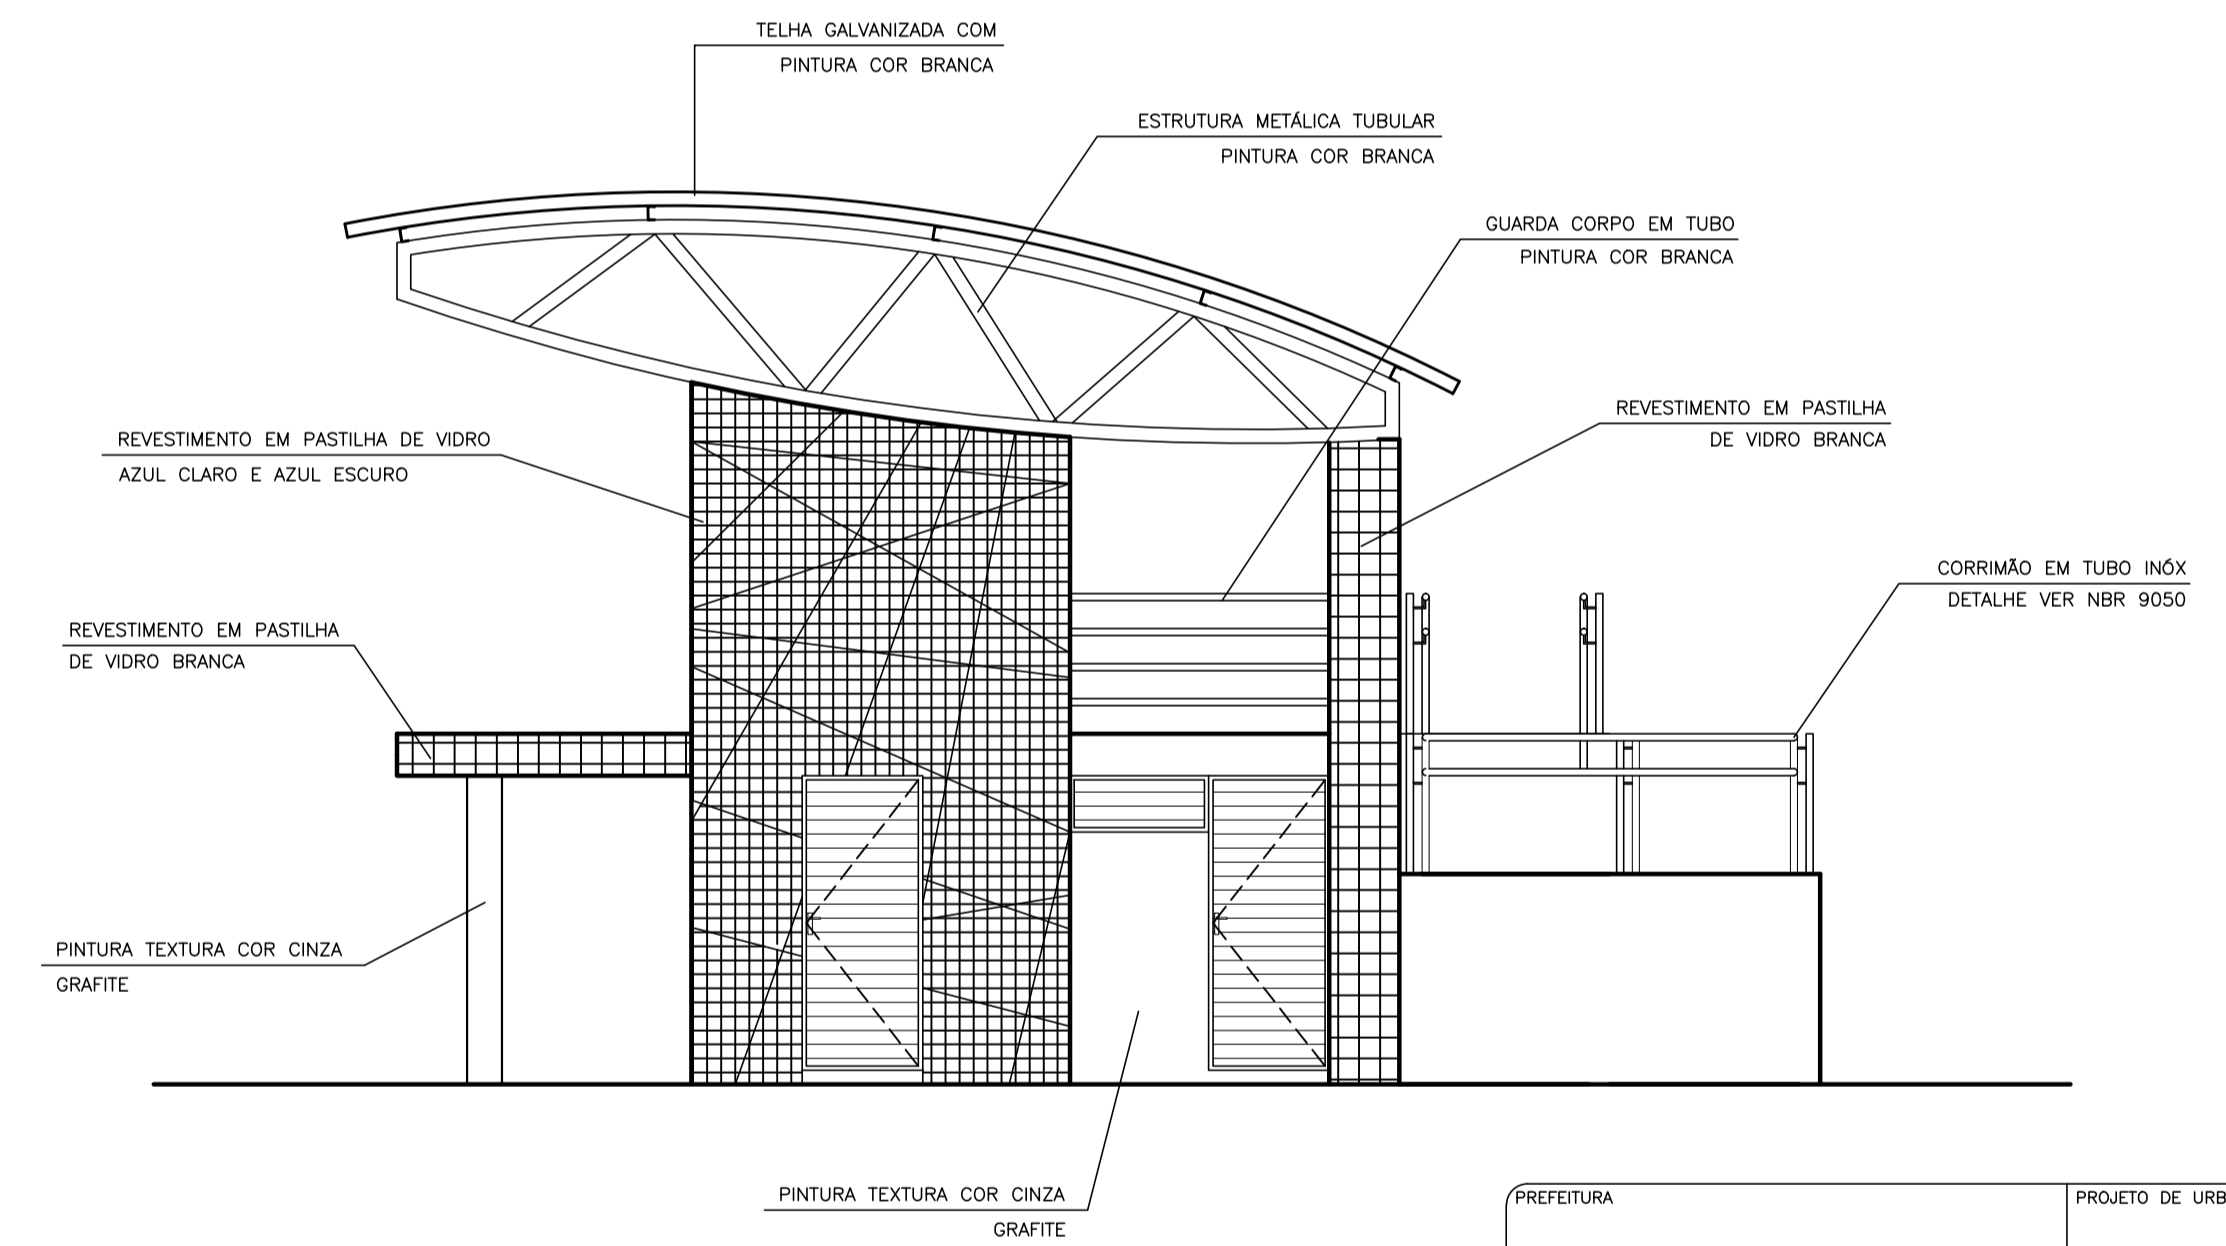 TELHA GALVANIZADA COM
PINTURA COR BRANCA
ESTRUTURA METÁLICA TUBULAR
PINTURA COR BRANCA
GUARDA CORPO EM TUBO
PINTURA COR BRANCA
REVESTIMENTO EM PASTILHA
DE VIDRO BRANCA
REVESTIMENTO EM PASTILHA DE VIDRO
AZUL CLARO E AZUL ESCURO
CORRIMÃO EM TUBO INÓX
DETALHE VER NBR 9050
REVESTIMENTO EM PASTILHA
DE VIDRO BRANCA
PINTURA TEXTURA COR CINZA
GRAFITE
PINTURA TEXTURA COR CINZA
GRAFITE
PREFEITURA
PROJETO DE URB